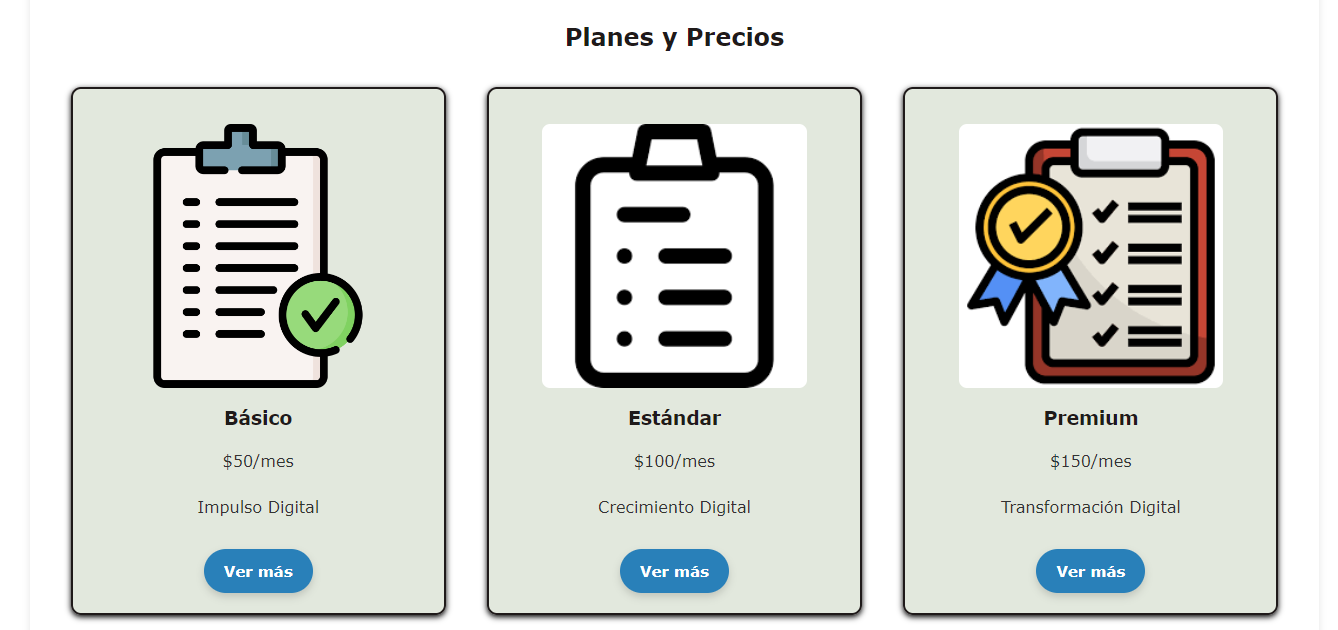 Planes y Precios
Básico
$50/mes
Impulso Digital
Ver más
Estándar
$100/mes
Crecimiento Digital
Ver más
Premium
$150/mes
Transformación Digital
Ver más